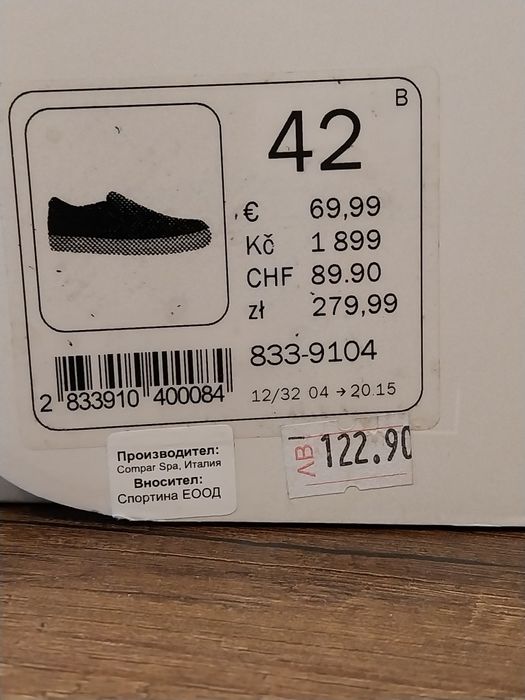 B
42
€ 69,99
Kč 1 899
CHF 89.90
zł 279,99
833-9104
2 833910 400084
12/32 04 → 20.15
Производител:
Compar Spa, Италия
Вносител:
Спортина ЕООД
ЛВ 122.90